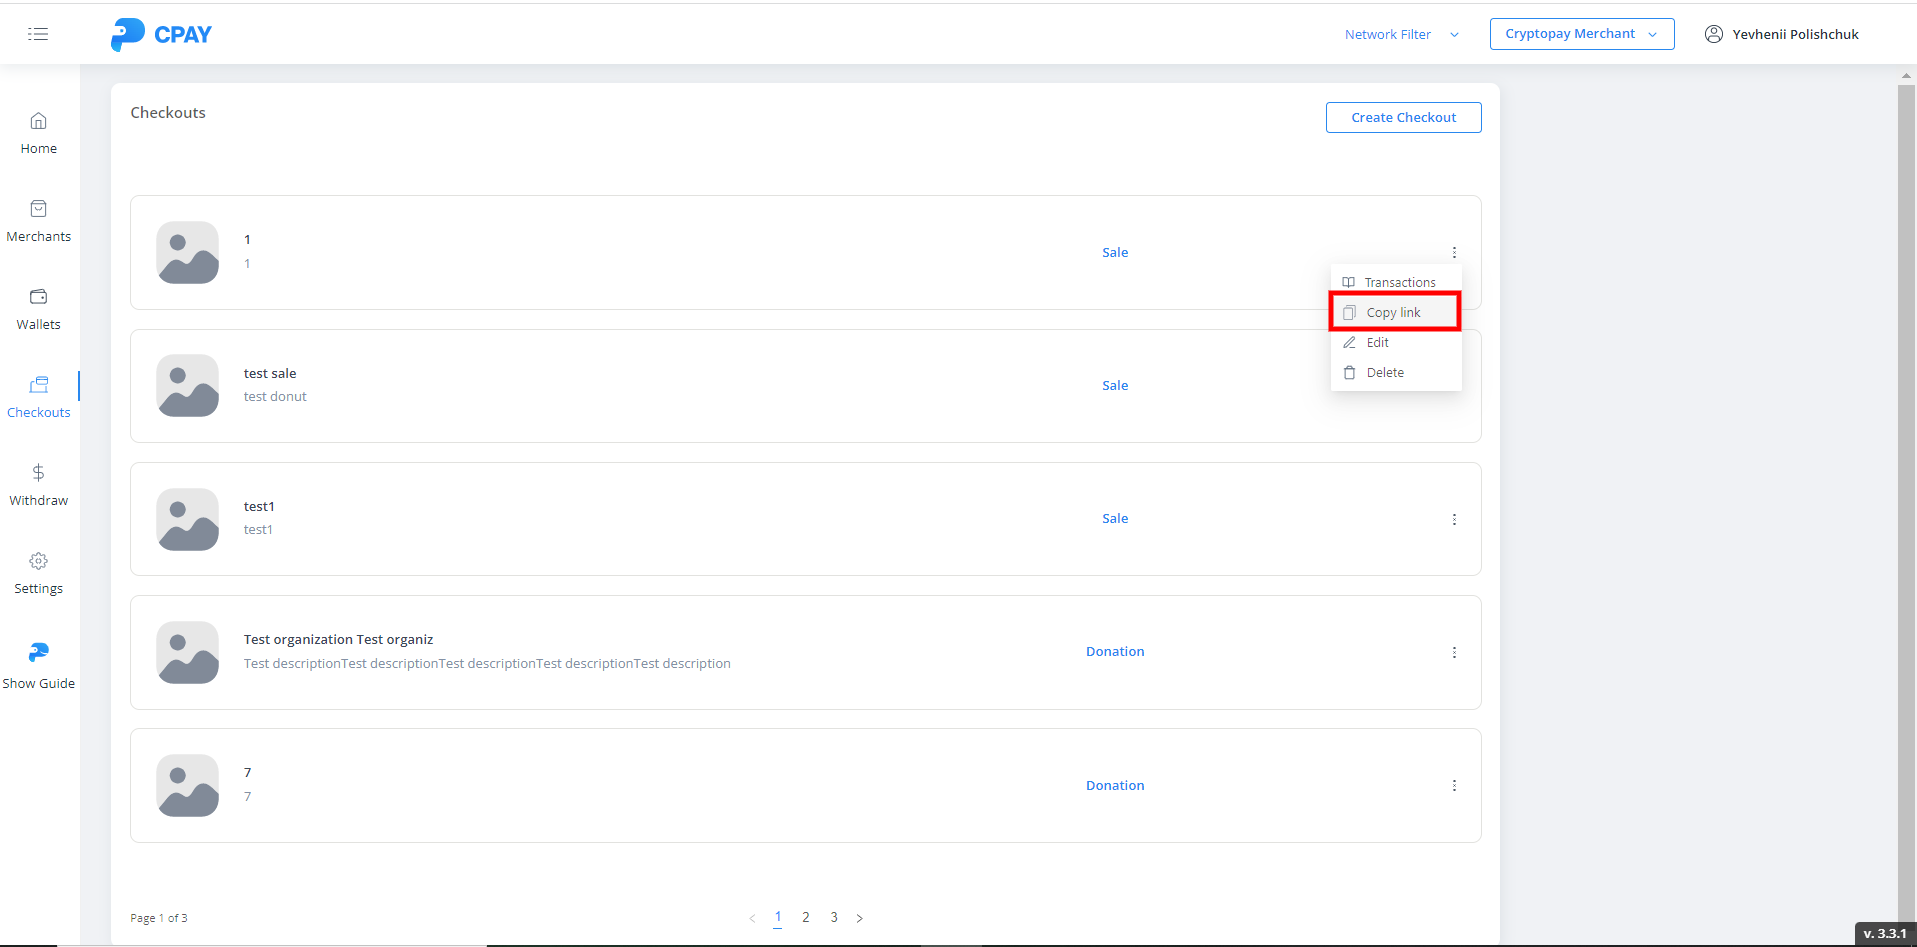 CPAY
Network Filter
Cryptopay Merchant
Yevhenii Polishchuk
Home
Merchants
Wallets
Checkouts
Withdraw
Settings
Show Guide
Checkouts
Create Checkout
1
1
Sale
Transactions
Copy link
Edit
Delete
test sale
test donut
Sale
test1
test1
Sale
Test organization Test organiz
Test descriptionTest descriptionTest descriptionTest descriptionTest description
Donation
7
7
Donation
Page 1 of 3
< 1 2 3 >
v. 3.3.1